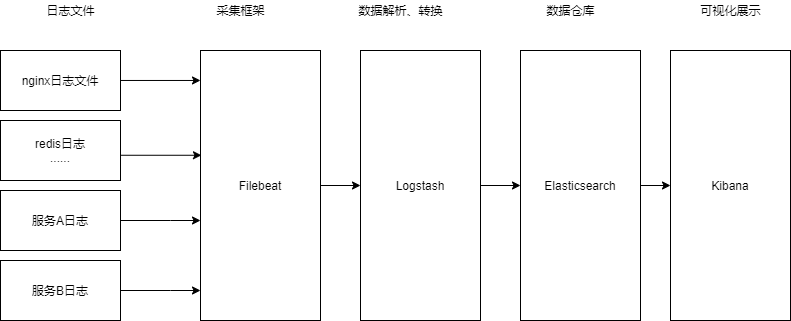 日志文件
采集框架
数据解析、转换
数据仓库
可视化展示
nginx日志文件
redis日志
......
服务A日志
服务B日志
Filebeat
Logstash
Elasticsearch
Kibana